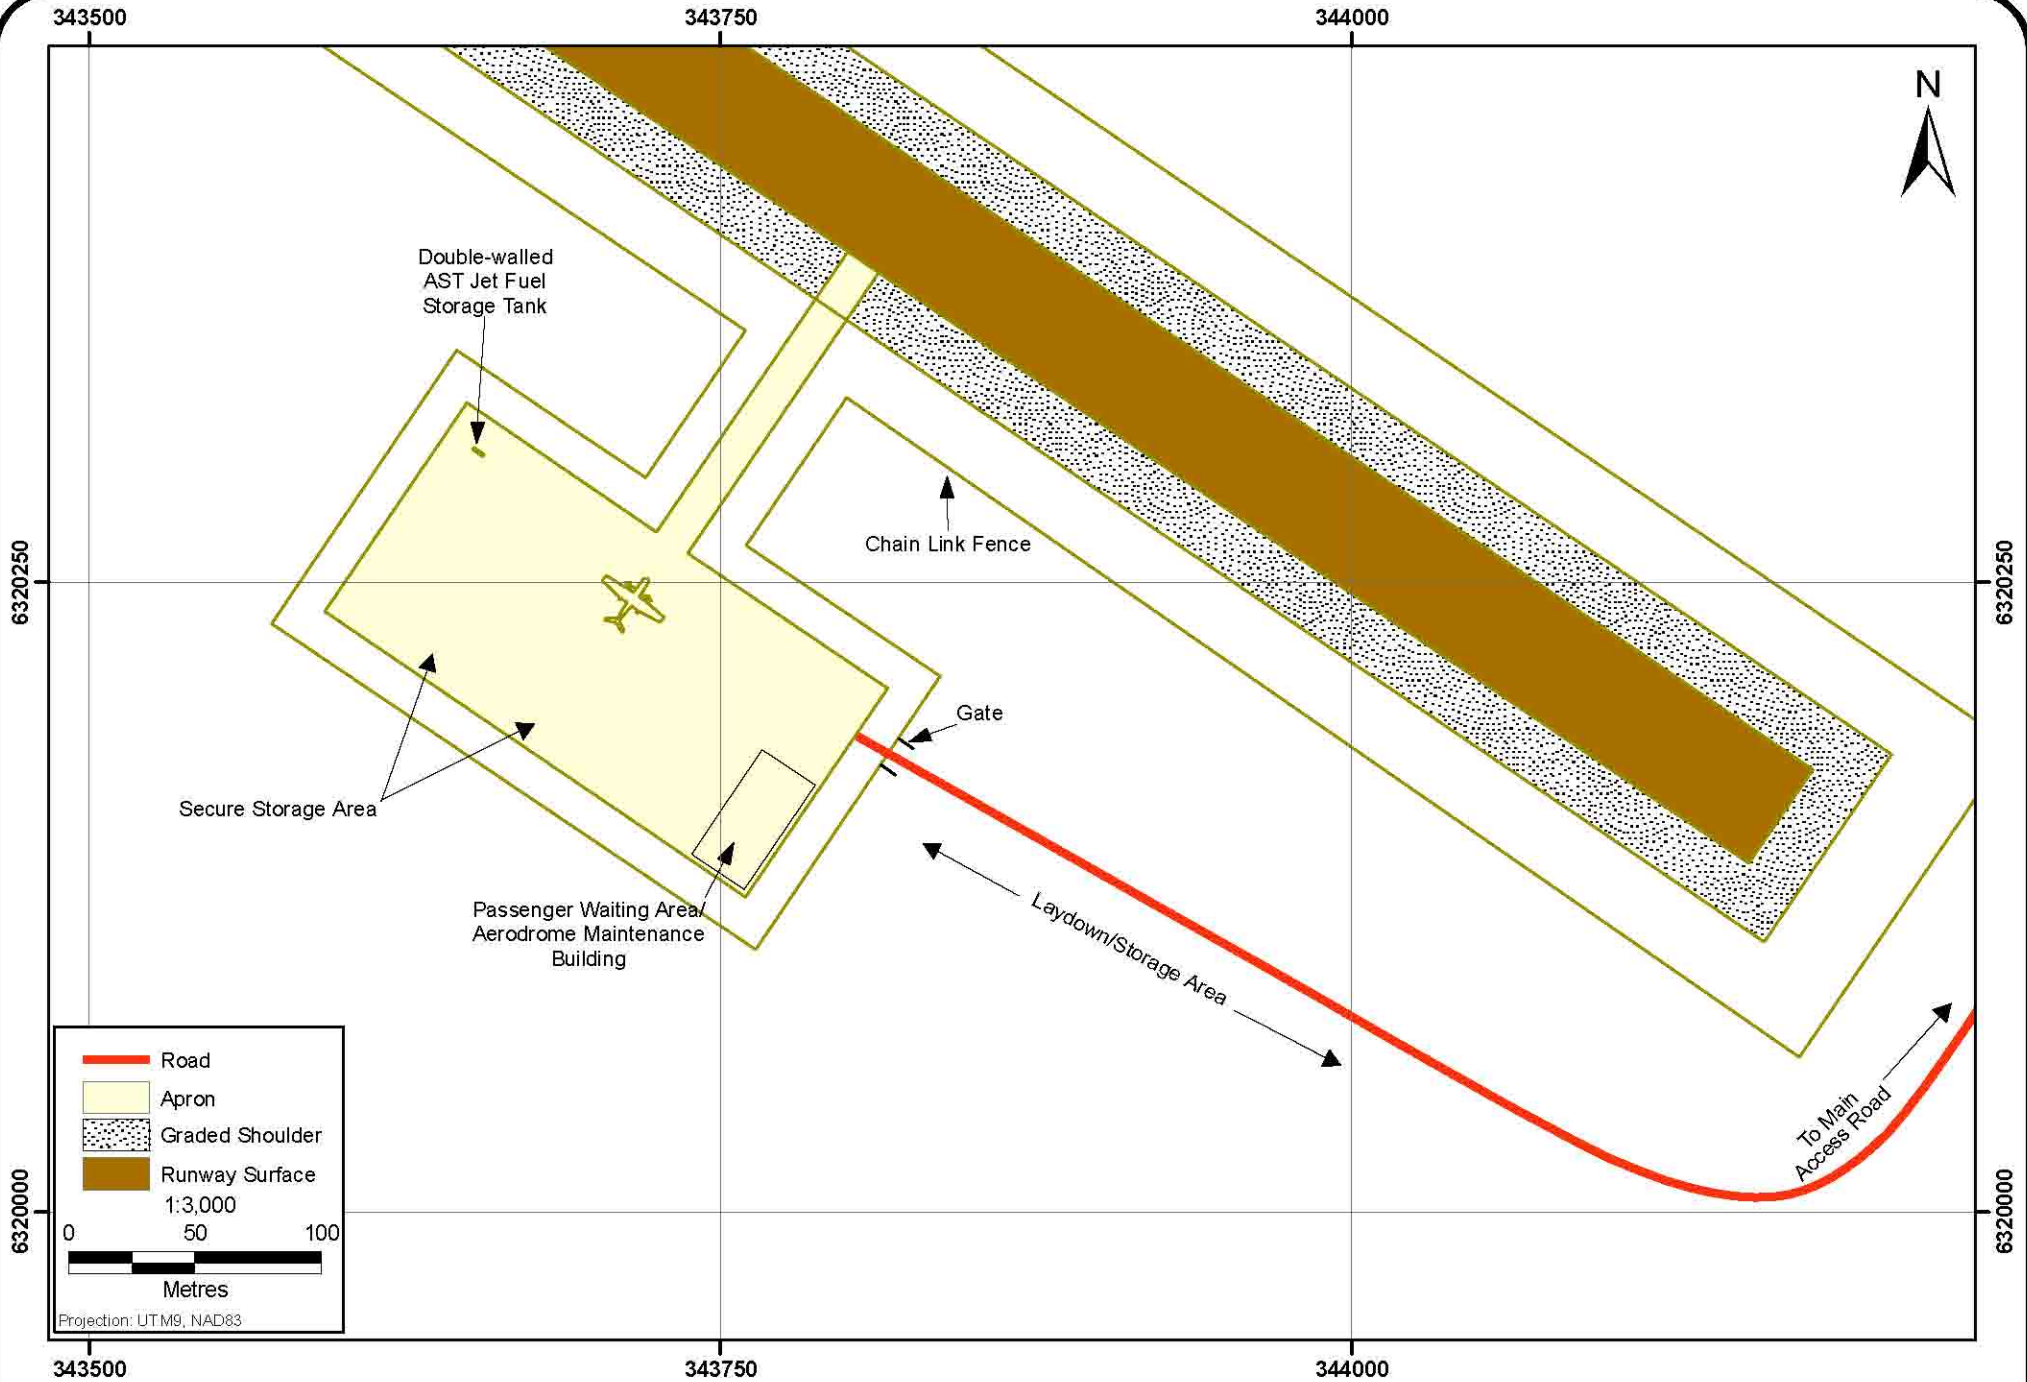 343500
343750
344000
N
Double-walled
AST Jet Fuel
Storage Tank
Chain Link Fence
6320250
6320250
Gate
Secure Storage Area
Passenger Waiting Area/
Aerodrome Maintenance
Building
Laydown/Storage Area
To Main
Access Road
Road
Apron
Graded Shoulder
Runway Surface
1:3,000
0 50 100
Metres
Projection: UTM9, NAD83
6320000
6320000
343500
343750
344000